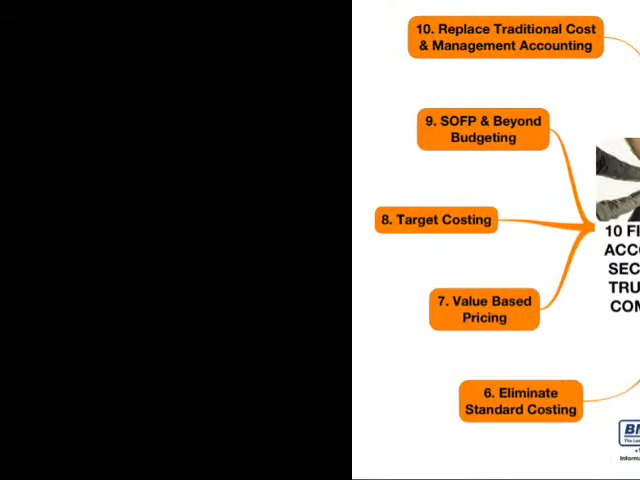 10. Replace Traditional Cost
& Management Accounting
9. SOFP & Beyond
Budgeting
8. Target Costing
7. Value Based
Pricing
6. Eliminate
Standard Costing
10